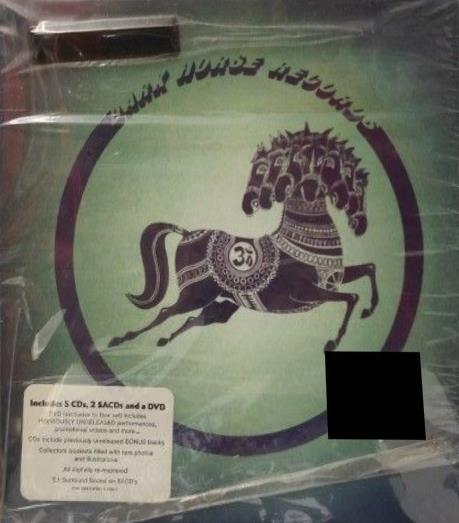 DARK HORSE RECORDS
ॐ
Includes 5 CDs, 2 SACDs and a DVD
DVD (exclusive to Box set) includes
PREVIOUSLY UNRELEASED performances,
promotional videos and more...
CDs include previously unreleased BONUS tracks
Collectors booklets filled with rare photos
and illustrations
All digitally re-mastered
5.1 Surround Sound on SACD's